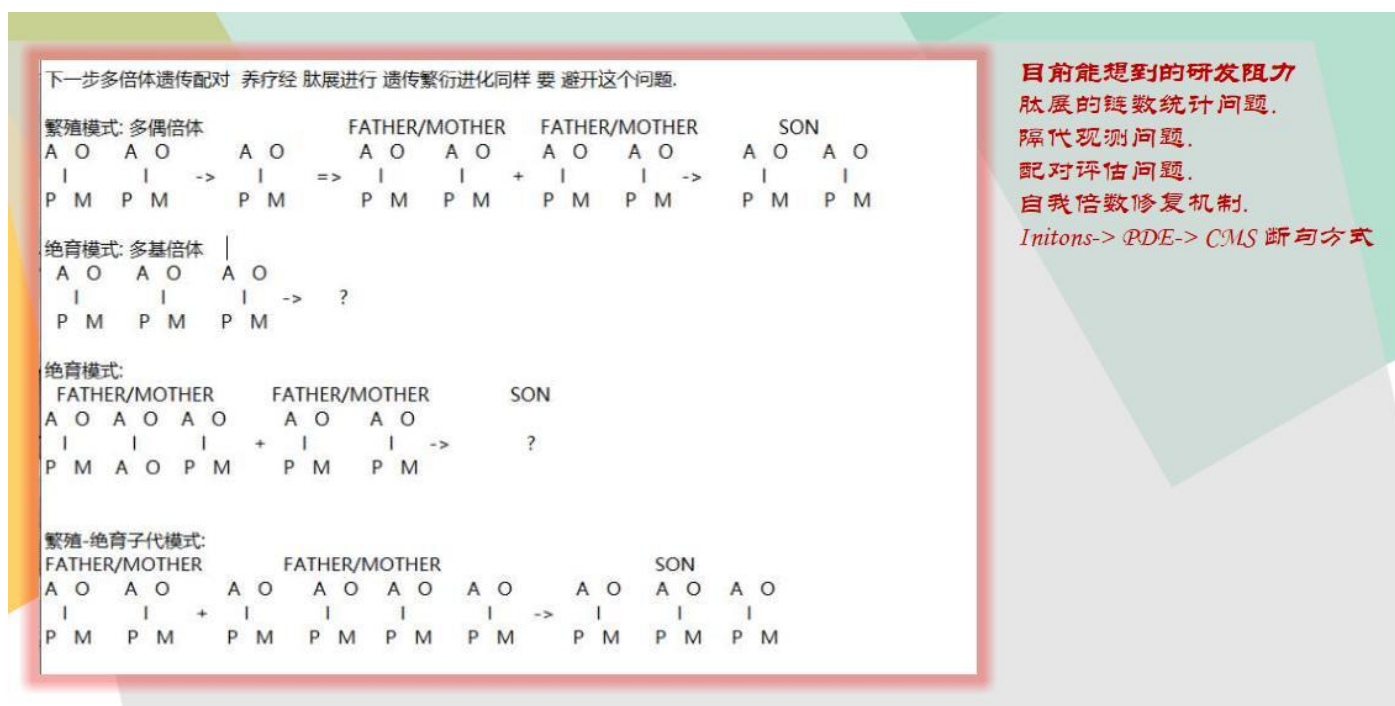 下一步多倍体遗传配对 养疗经 肽展进行 遗传繁衍进化同样 要 避开这个问题.
繁殖模式: 多偶倍体 FATHER/MOTHER FATHER/MOTHER SON
A O A O A O A O A O A O A O A O A O
| | -> | => | | + | | -> | |
P M P M P M P M P M P M P M P M P M
绝育模式: 多基倍体
A O A O A O
| | | -> ?
P M P M P M
绝育模式:
FATHER/MOTHER FATHER/MOTHER SON
A O A O A O A O A O
| | | + | | -> ?
P M A O P M P M P M
繁殖-绝育子代模式:
FATHER/MOTHER FATHER/MOTHER SON
A O A O A O A O A O A O A O A O A O
| | + | | | | -> | | |
P M P M P M P M P M P M P M P M P M
目前能想到的研发阻力
肽展的链数统计问题.
隔代观测问题.
配对评估问题.
自我倍数修复机制.
Initons-> PDE-> CMS 断句方式